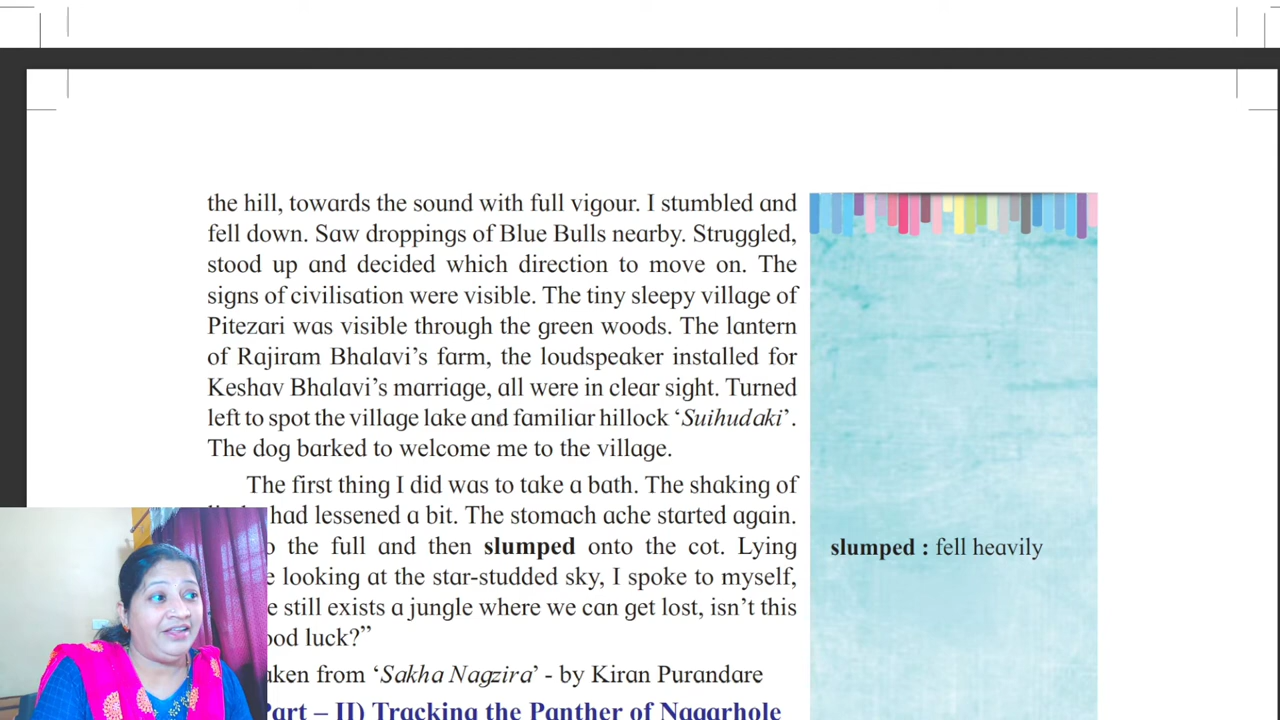 the hill, towards the sound with full vigour. I stumbled and
fell down. Saw droppings of Blue Bulls nearby. Struggled,
stood up and decided which direction to move on. The
signs of civilisation were visible. The tiny sleepy village of
Pitezari was visible through the green woods. The lantern
of Rajiram Bhalavi’s farm, the loudspeaker installed for
Keshav Bhalavi’s marriage, all were in clear sight. Turned
left to spot the village lake and familiar hillock ‘Suihudaki’.
The dog barked to welcome me to the village.
The first thing I did was to take a bath. The shaking of
had lessened a bit. The stomach ache started again.
the full and then slumped onto the cot. Lying
looking at the star-studded sky, I spoke to myself,
still exists a jungle where we can get lost, isn’t this
luck?”
‘Sakha Nagzira’ - by Kiran Purandare
Part – II) Tracking the Panther of Nagarhole
slumped : fell heavily